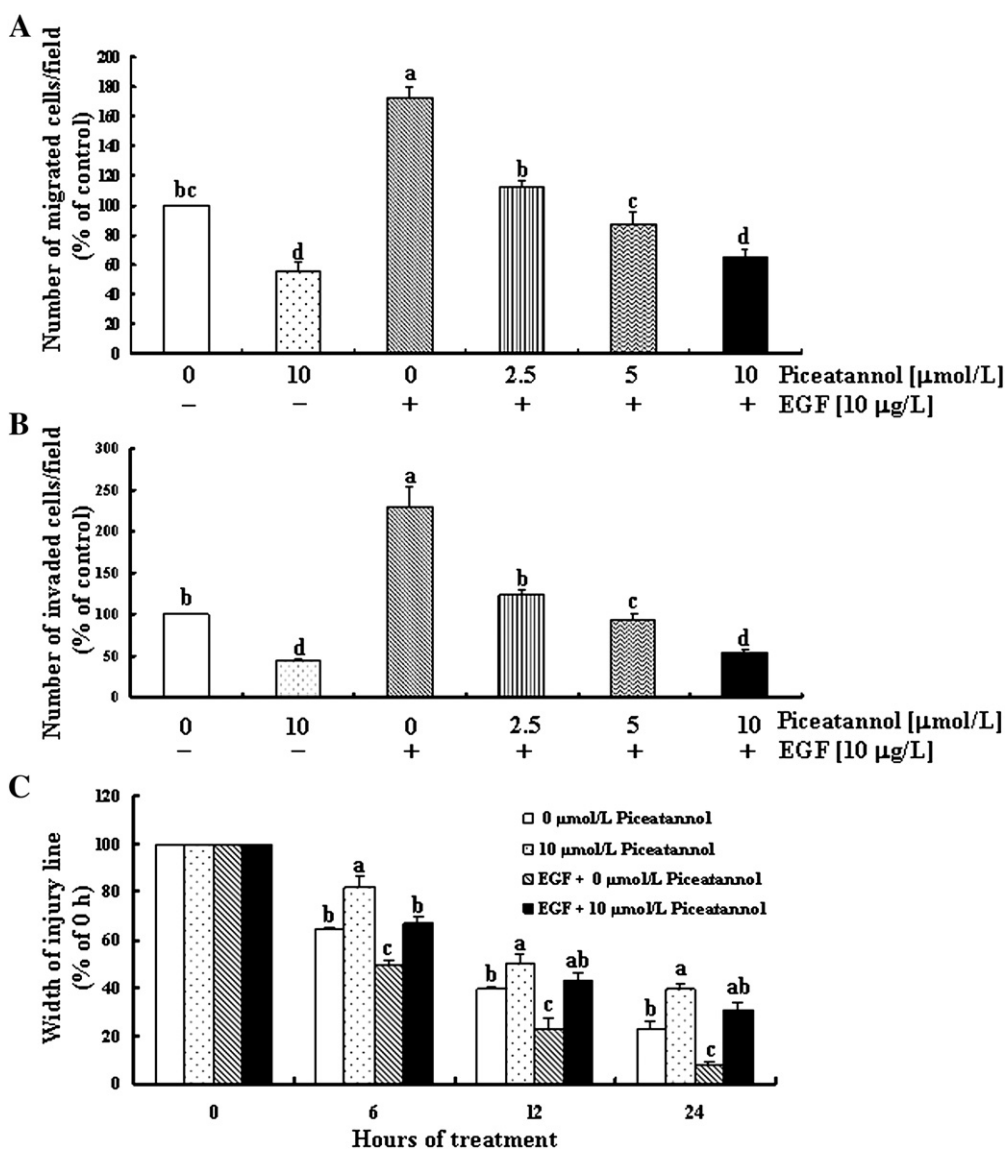 A
Number of migrated cells/field
(% of control)
200
180
160
140
120
100
80
60
40
20
0
bc
d
a
b
c
d
0 10 0 2.5 5 10 Piceatannol [μmol/L]
– – + + + + EGF [10 μg/L]
B
Number of invaded cells/field
(% of control)
300
250
200
150
100
50
0
b
d
a
b
c
d
0 10 0 2.5 5 10 Piceatannol [μmol/L]
– – + + + + EGF [10 μg/L]
C
Width of injury line
(% of 0 h)
120
100
80
60
40
20
0
0 μmol/L Piceatannol
10 μmol/L Piceatannol
EGF + 0 μmol/L Piceatannol
EGF + 10 μmol/L Piceatannol
b a c b
b a c ab
b a c ab
0 6 12 24
Hours of treatment